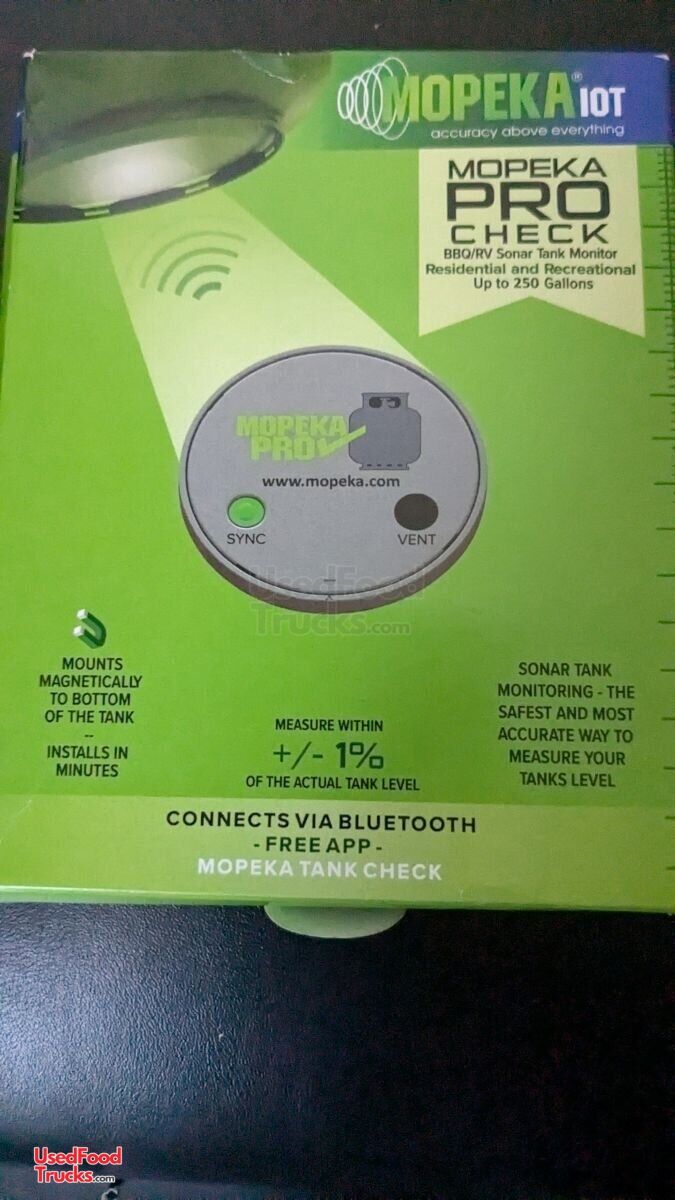 MOPEKA® IOT
accuracy above everything
MOPEKA
PRO
CHECK
BBQ/RV Sonar Tank Monitor
Residential and Recreational
Up to 250 Gallons
MOPEKA
PRO
www.mopeka.com
SYNC
VENT
UsedFood
Trucks.com
MOUNTS
MAGNETICALLY
TO BOTTOM
OF THE TANK
--
INSTALLS IN
MINUTES
MEASURE WITHIN
+/- 1%
OF THE ACTUAL TANK LEVEL
SONAR TANK
MONITORING - THE
SAFEST AND MOST
ACCURATE WAY TO
MEASURE YOUR
TANKS LEVEL
CONNECTS VIA BLUETOOTH
- FREE APP -
MOPEKA TANK CHECK
UsedFood
Trucks.com